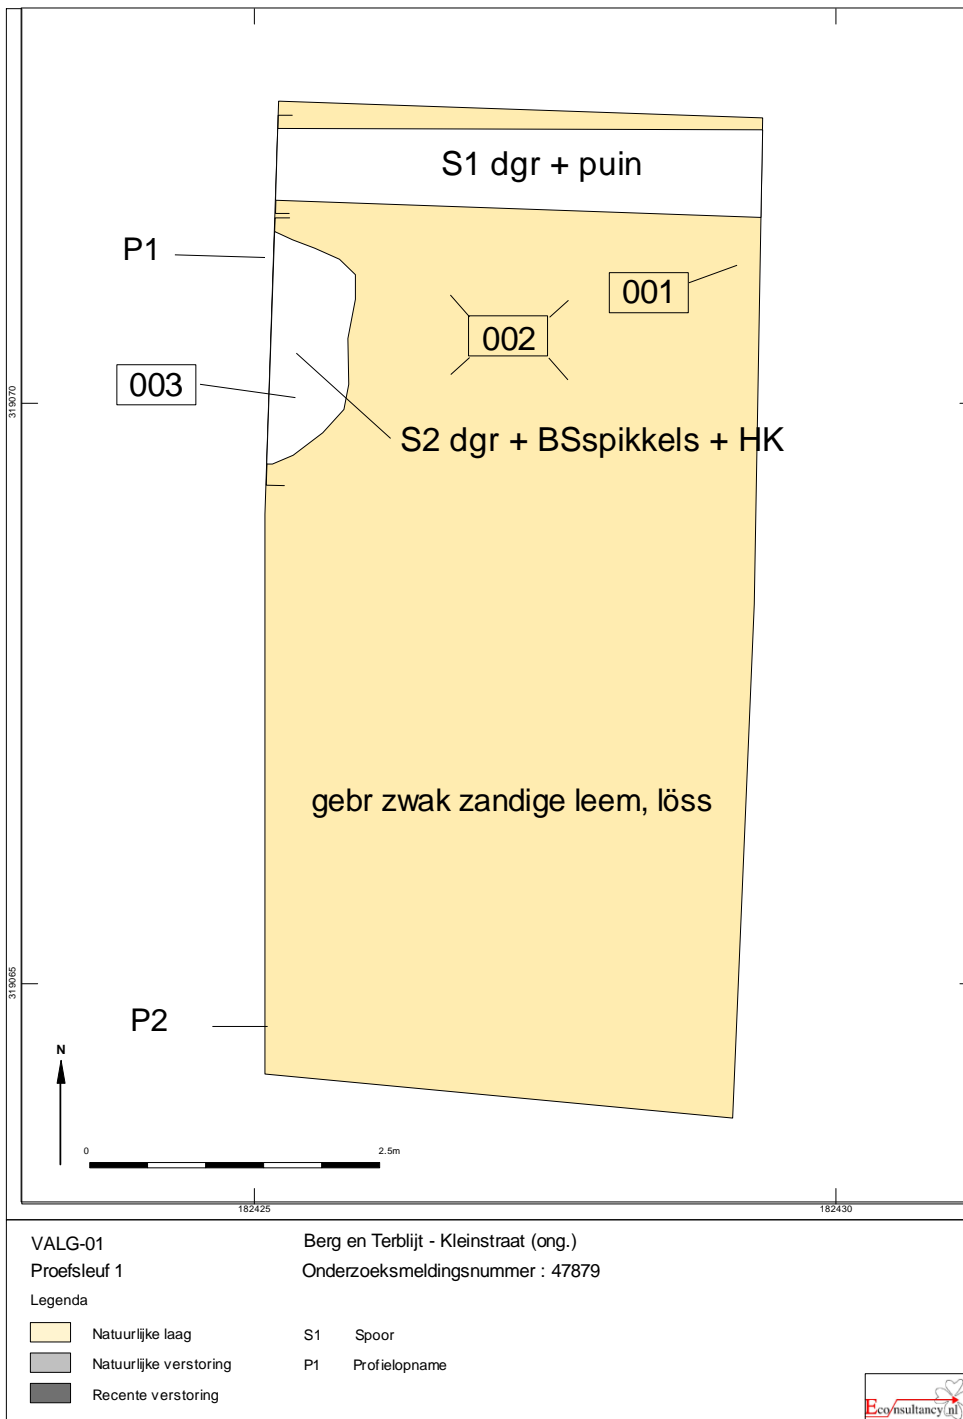 S1 dgr + puin
P1
001
002
003
319070
S2 dgr + BSspikkels + HK
gebr zwak zandige leem, löss
319065
P2
N
0 2.5m
182425 182430
VALG-01 Berg en Terblijt - Kleinstraat (ong.)
Proefsleuf 1 Onderzoeksmeldingsnummer : 47879
Legenda
Natuurlijke laag S1 Spoor
Natuurlijke verstoring P1 Profielopname
Recente verstoring
Econsultancy.nl